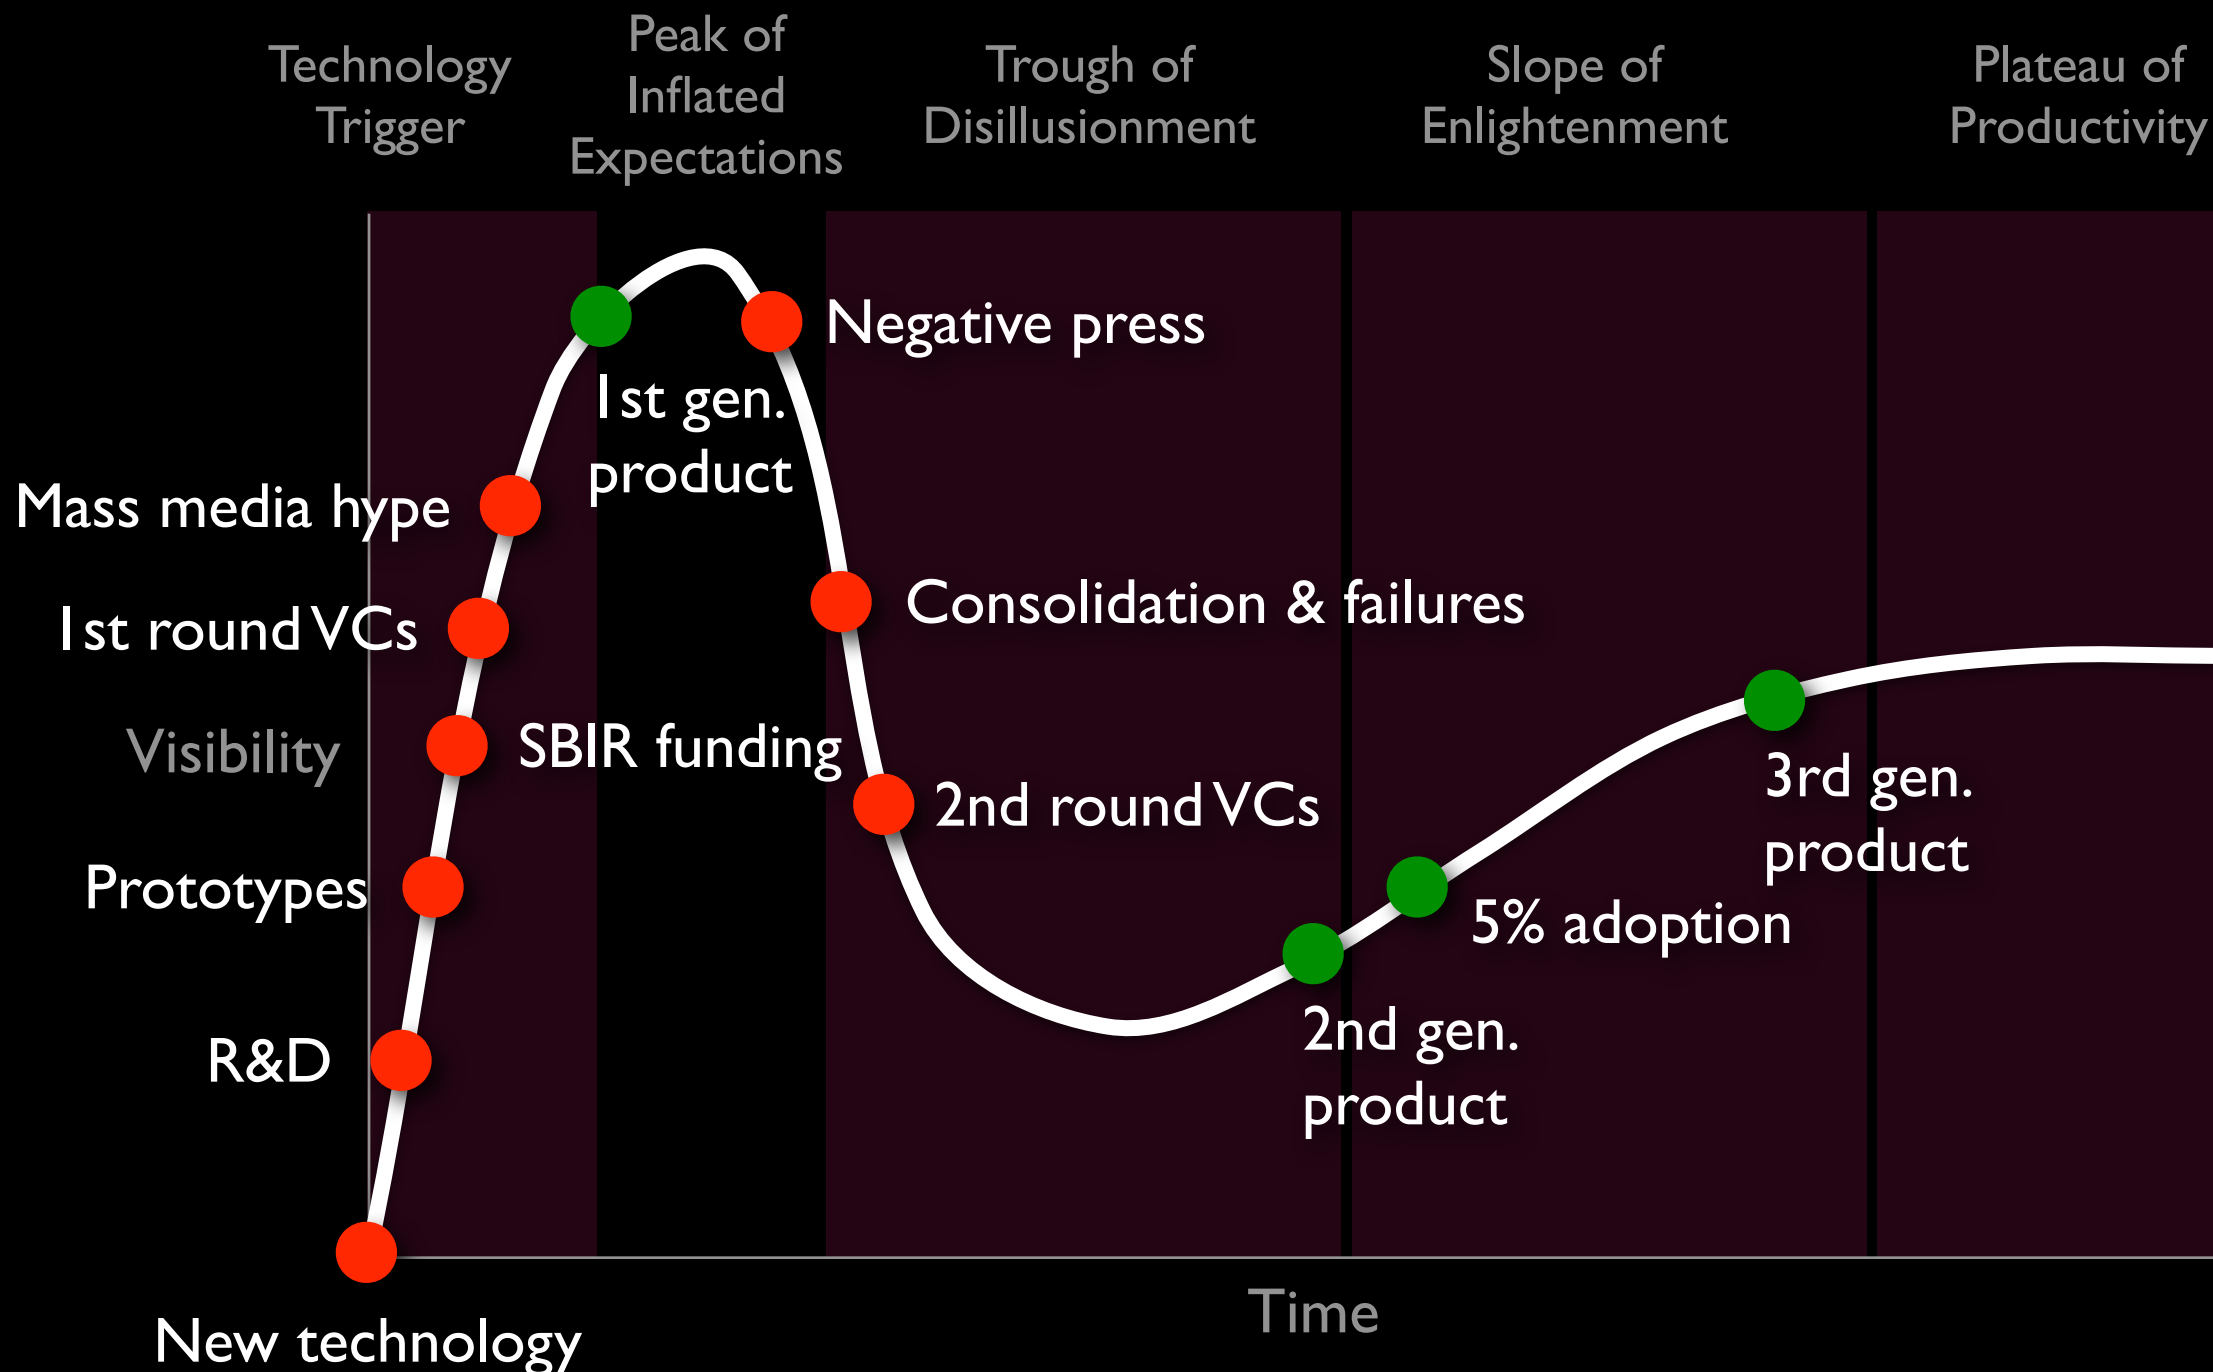 Technology
Trigger
Peak of
Inflated
Expectations
Trough of
Disillusionment
Slope of
Enlightenment
Plateau of
Productivity
Negative press
1st gen.
product
Mass media hype
Consolidation & failures
1st round VCs
Visibility
SBIR funding
2nd round VCs
3rd gen.
product
Prototypes
5% adoption
R&D
2nd gen.
product
Time
New technology